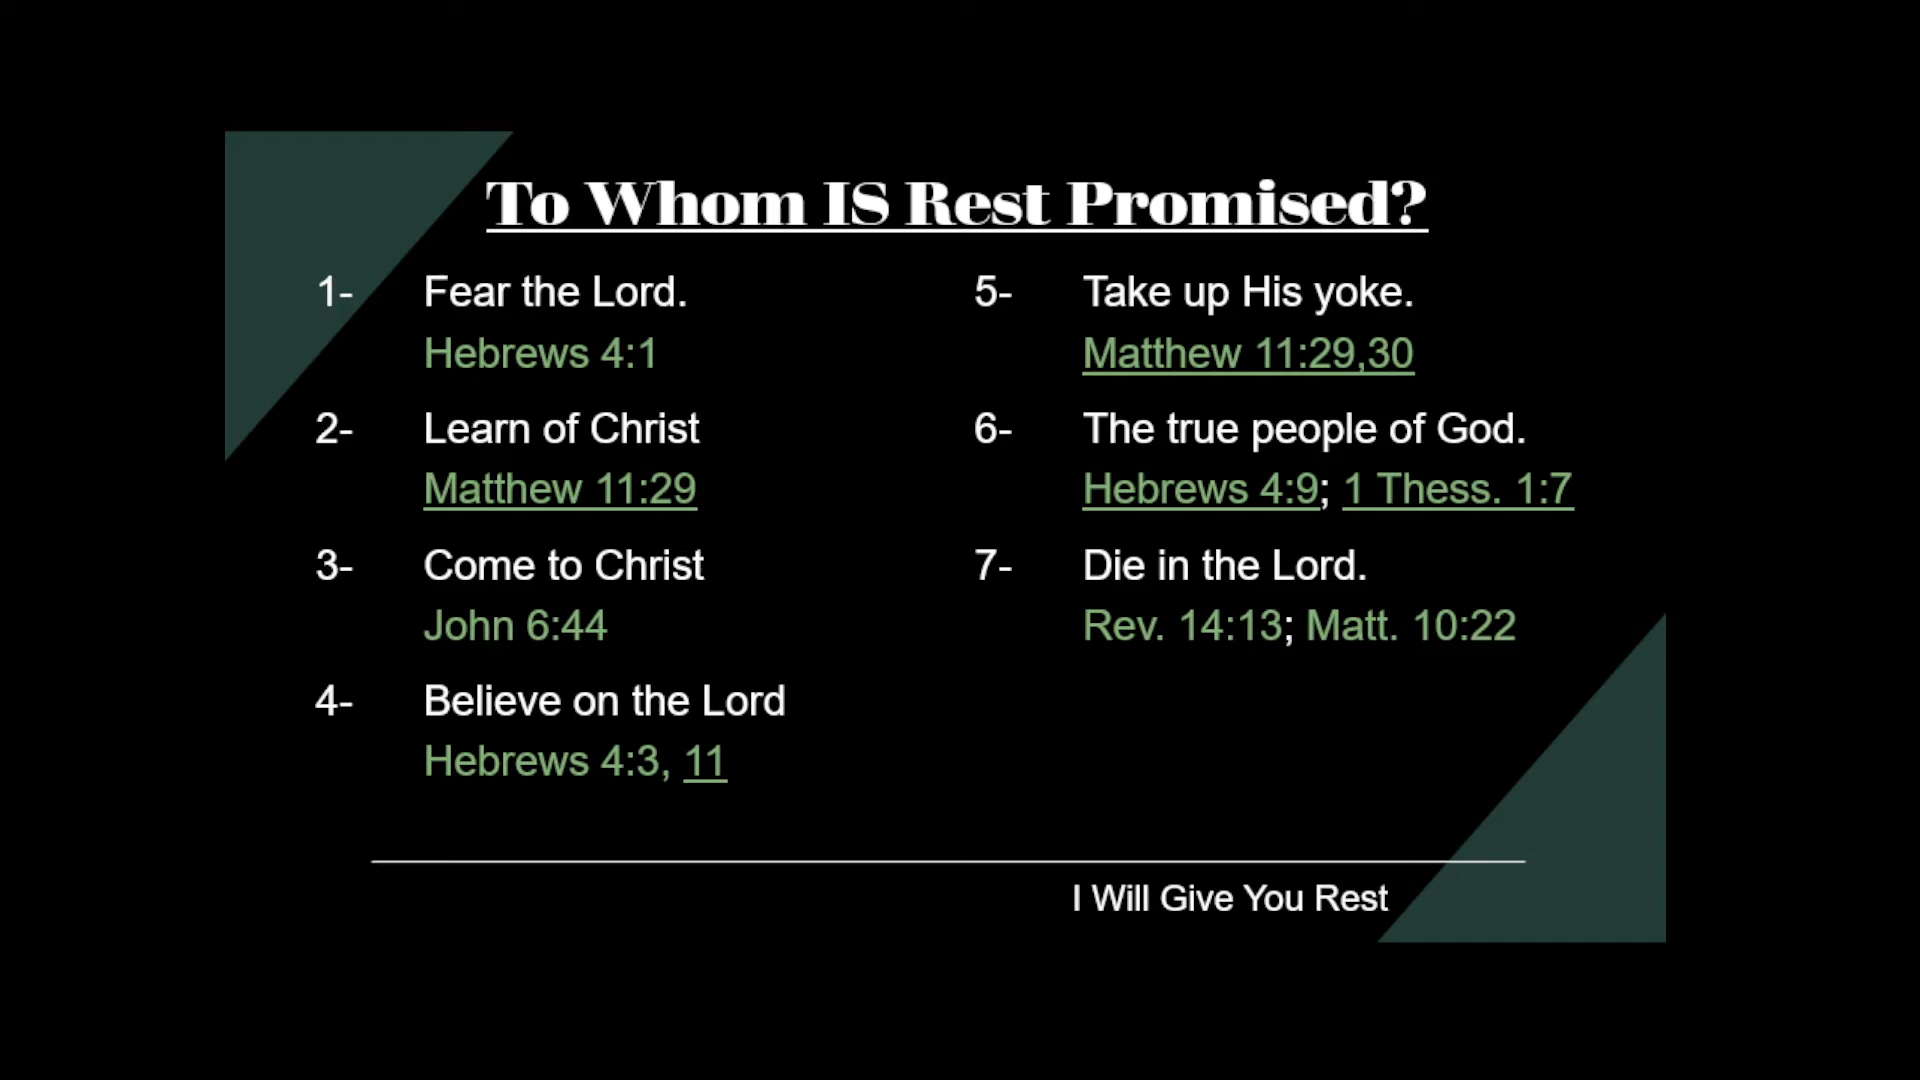 To Whom IS Rest Promised?
1- Fear the Lord.
Hebrews 4:1
2- Learn of Christ
Matthew 11:29
3- Come to Christ
John 6:44
4- Believe on the Lord
Hebrews 4:3, 11
5- Take up His yoke.
Matthew 11:29,30
6- The true people of God.
Hebrews 4:9; 1 Thess. 1:7
7- Die in the Lord.
Rev. 14:13; Matt. 10:22
I Will Give You Rest